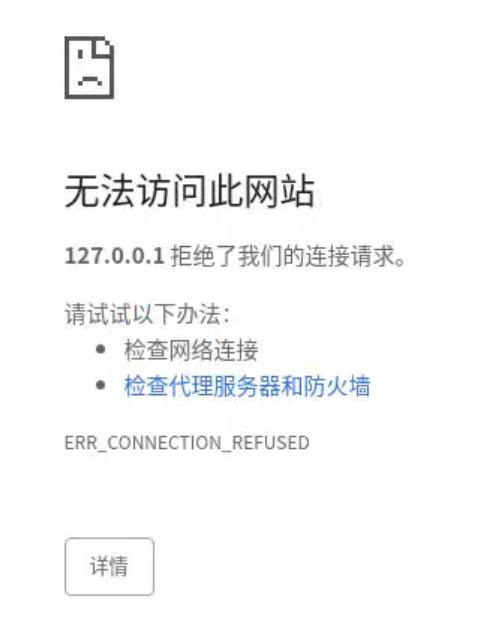 无法访问此网站
127.0.0.1 拒绝了我们的连接请求。
请试试以下办法：
• 检查网络连接
• 检查代理服务器和防火墙
ERR_CONNECTION_REFUSED
详情